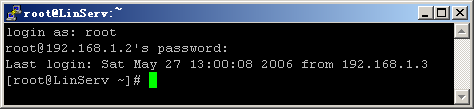 root@LinServ:~
login as: root
root@192.168.1.2's password:
Last login: Sat May 27 13:00:08 2006 from 192.168.1.3
[root@LinServ ~]#